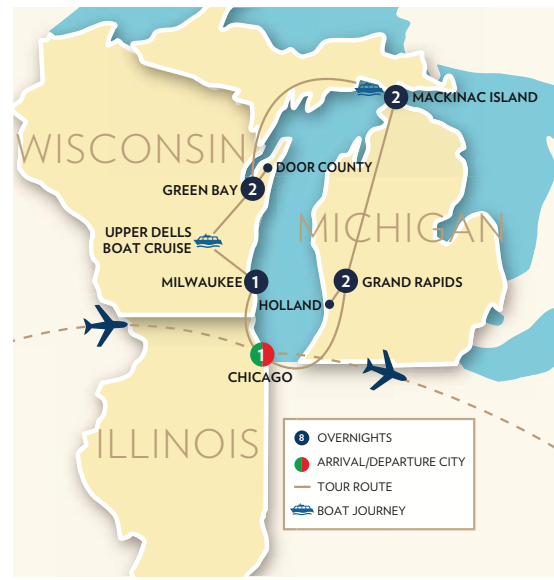 2
MACKINAC ISLAND
WISCONSIN
DOOR COUNTY
GREEN BAY
2
MICHIGAN
UPPER DELLS
BOAT CRUISE
MILWAUKEE
1
2
GRAND RAPIDS
HOLLAND
1
CHICAGO
ILLINOIS
8 OVERNIGHTS
ARRIVAL/DEPARTURE CITY
TOUR ROUTE
BOAT JOURNEY